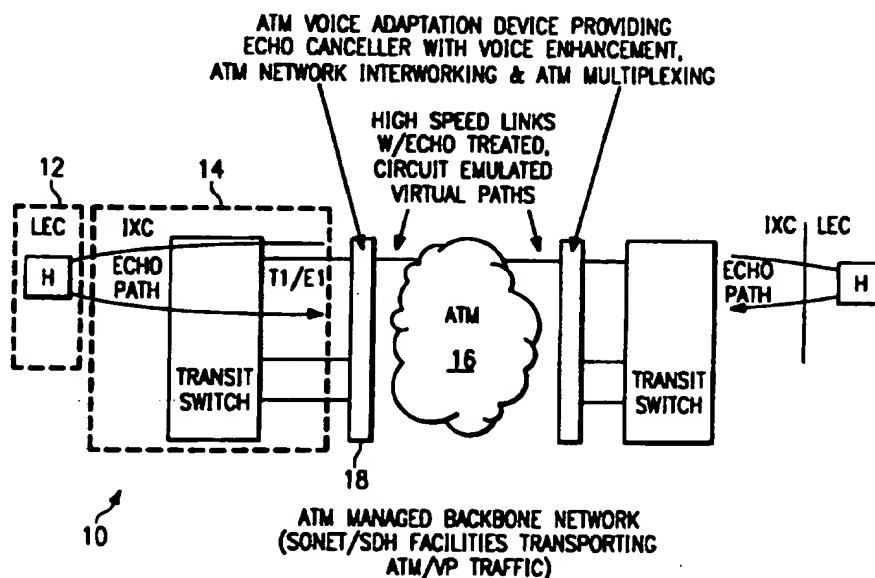 ATM VOICE ADAPTATION DEVICE PROVIDING
ECHO CANCELLER WITH VOICE ENHANCEMENT,
ATM NETWORK INTERWORKING & ATM MULTIPLEXING
HIGH SPEED LINKS
W/ECHO TREATED,
CIRCUIT EMULATED
VIRTUAL PATHS
12
14
LEC
IXC
IXC
LEC
H
ECHO
PATH
T1/E1
ATM
16
ECHO
PATH
H
TRANSIT
SWITCH
TRANSIT
SWITCH
18
10
ATM MANAGED BACKBONE NETWORK
(SONET/SDH FACILITIES TRANSPORTING
ATM/VP TRAFFIC)